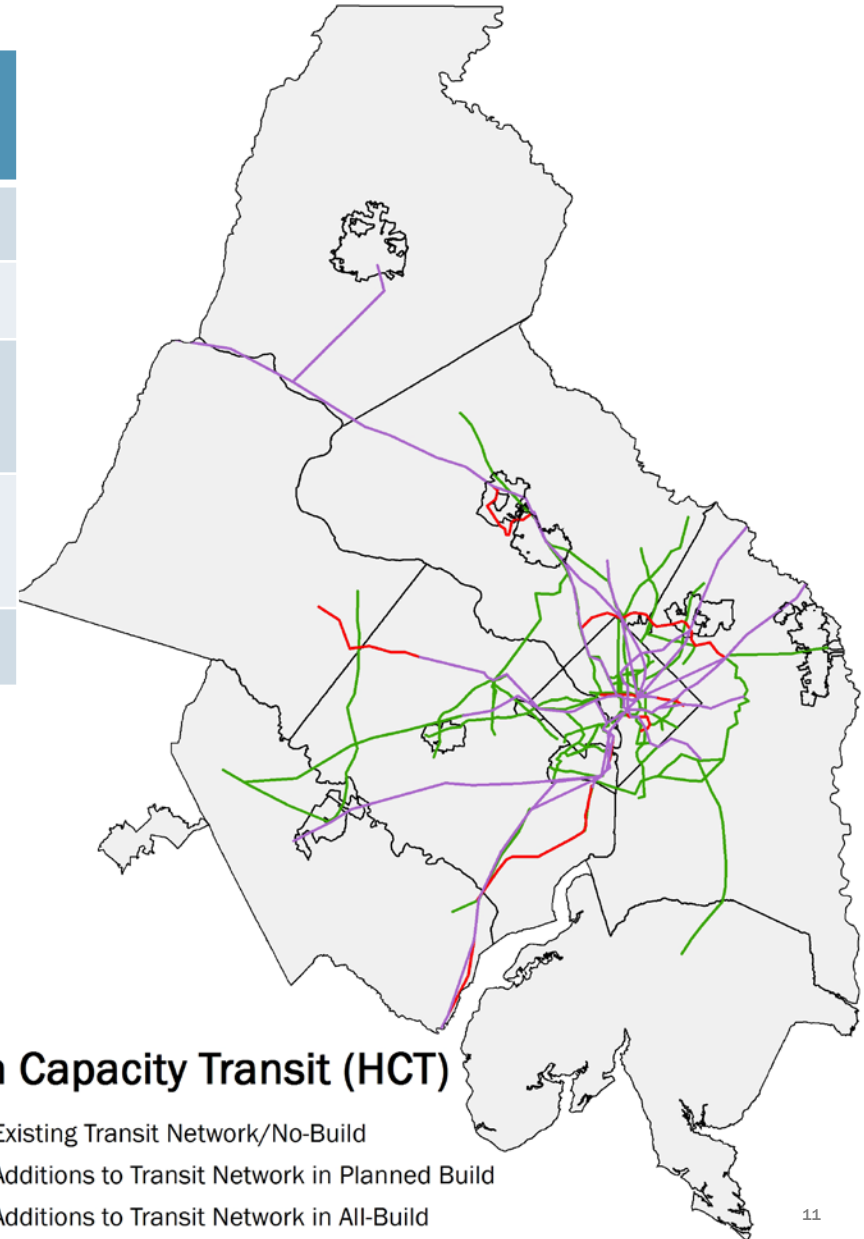 Capacity Transit (HCT)
Existing Transit Network/No-Build
Additions to Transit Network in Planned Build
Additions to Transit Network in All-Build
11